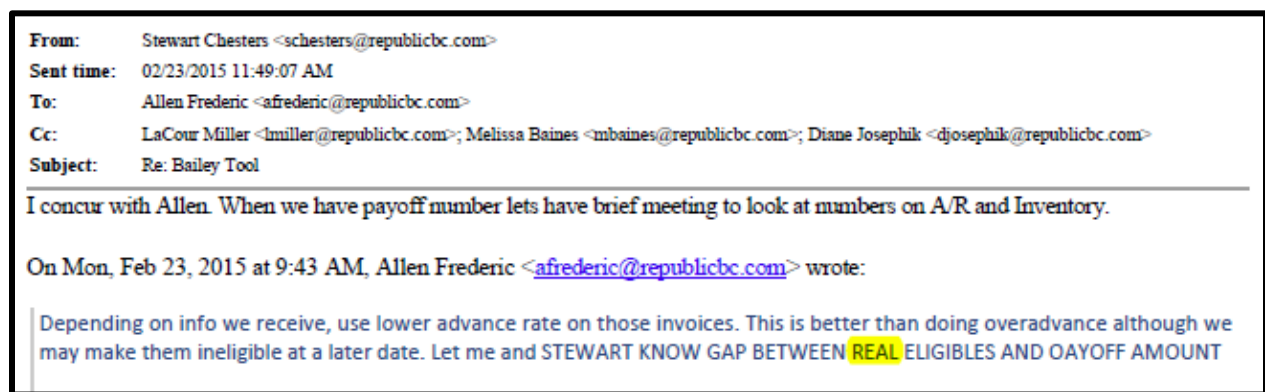 From: Stewart Chesters <schesters@republicbc.com>
Sent time: 02/23/2015 11:49:07 AM
To: Allen Frederic <afrederic@republicbc.com>
Cc: LaCour Miller <lmiller@republicbc.com>; Melissa Baines <mbaines@republicbc.com>; Diane Josephik <djosephik@republicbc.com>
Subject: Re: Bailey Tool
I concur with Allen. When we have payoff number lets have brief meeting to look at numbers on A/R and Inventory.
On Mon, Feb 23, 2015 at 9:43 AM, Allen Frederic <afrederic@republicbc.com> wrote:
Depending on info we receive, use lower advance rate on those invoices. This is better than doing overadvance although we
may make them ineligible at a later date. Let me and STEWART KNOW GAP BETWEEN REAL ELIGIBLES AND OAYOFF AMOUNT